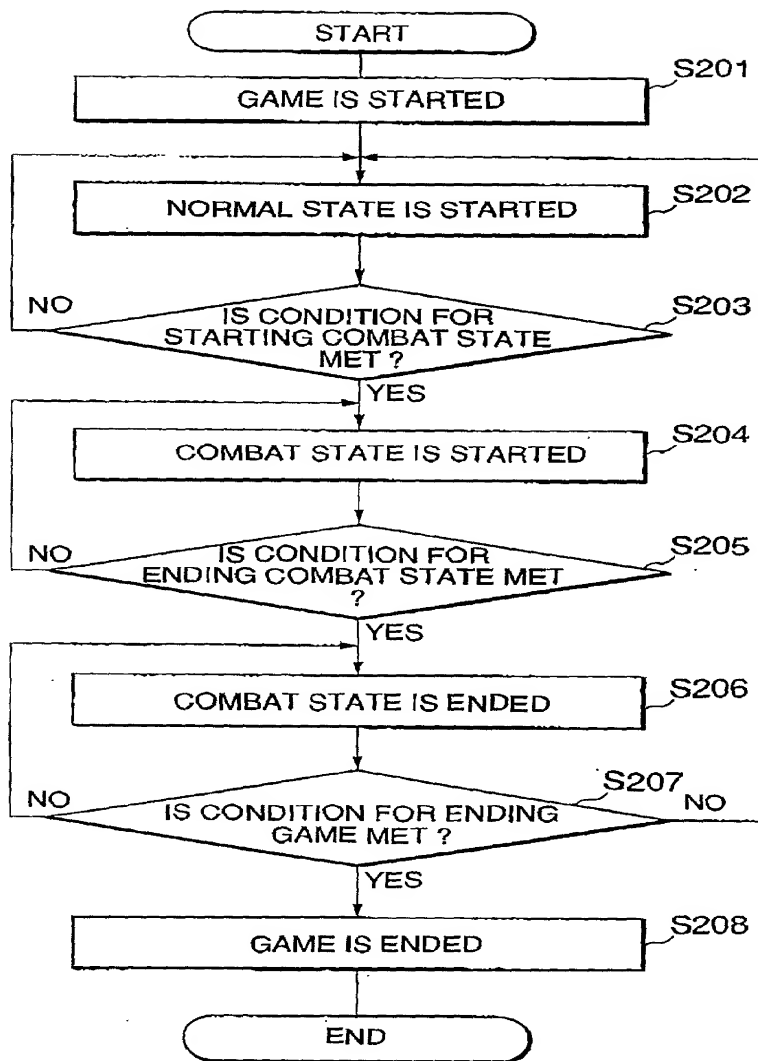 START
S201
GAME IS STARTED
S202
NORMAL STATE IS STARTED
NO
S203
IS CONDITION FOR
STARTING COMBAT STATE
MET ?
YES
S204
COMBAT STATE IS STARTED
NO
S205
IS CONDITION FOR
ENDING COMBAT STATE MET
?
YES
S206
COMBAT STATE IS ENDED
NO
S207
NO
IS CONDITION FOR ENDING
GAME MET ?
YES
S208
GAME IS ENDED
END